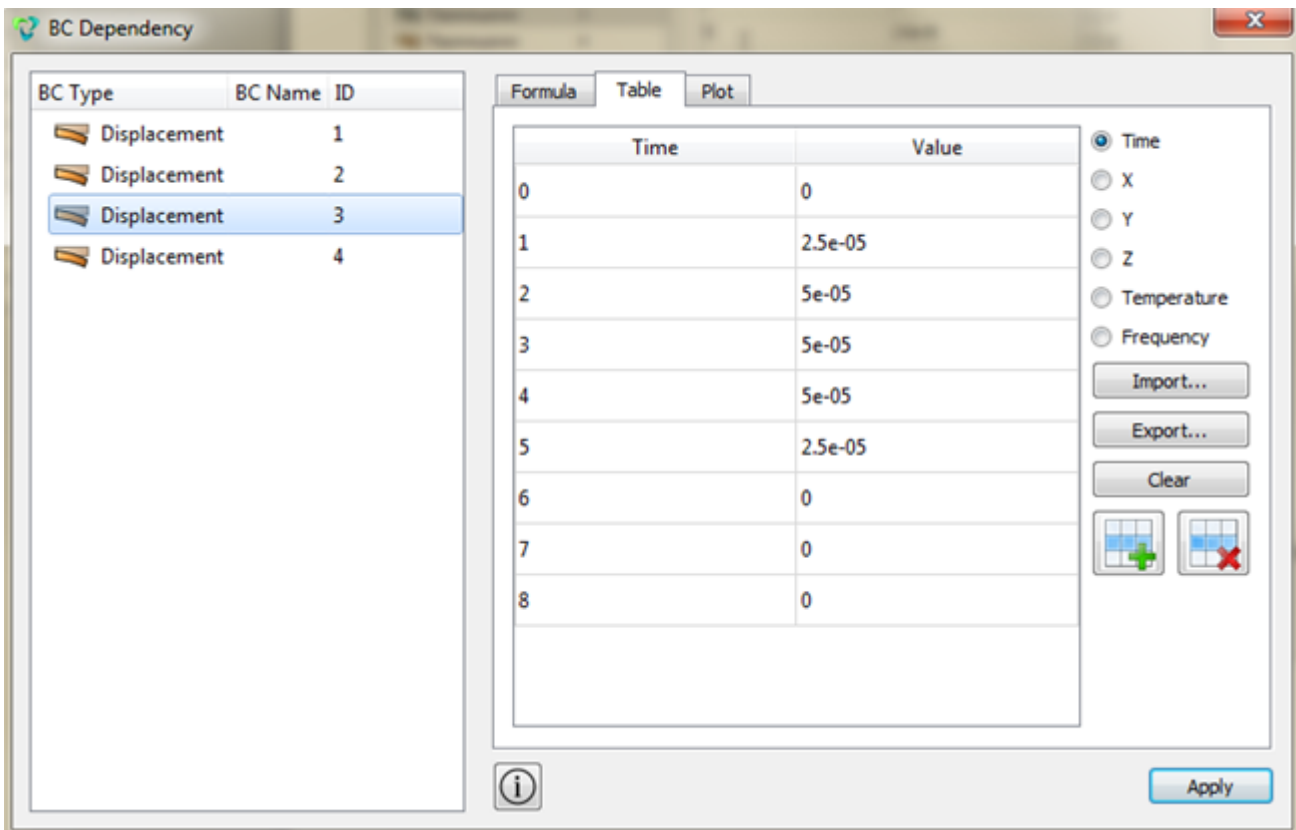 BC Dependency
BC Type BC Name ID
Displacement 1
Displacement 2
Displacement 3
Displacement 4
Formula Table Plot
Time Value
0 0
1 2.5e-05
2 5e-05
3 5e-05
4 5e-05
5 2.5e-05
6 0
7 0
8 0
Time
X
Y
Z
Temperature
Frequency
Import...
Export...
Clear
Apply